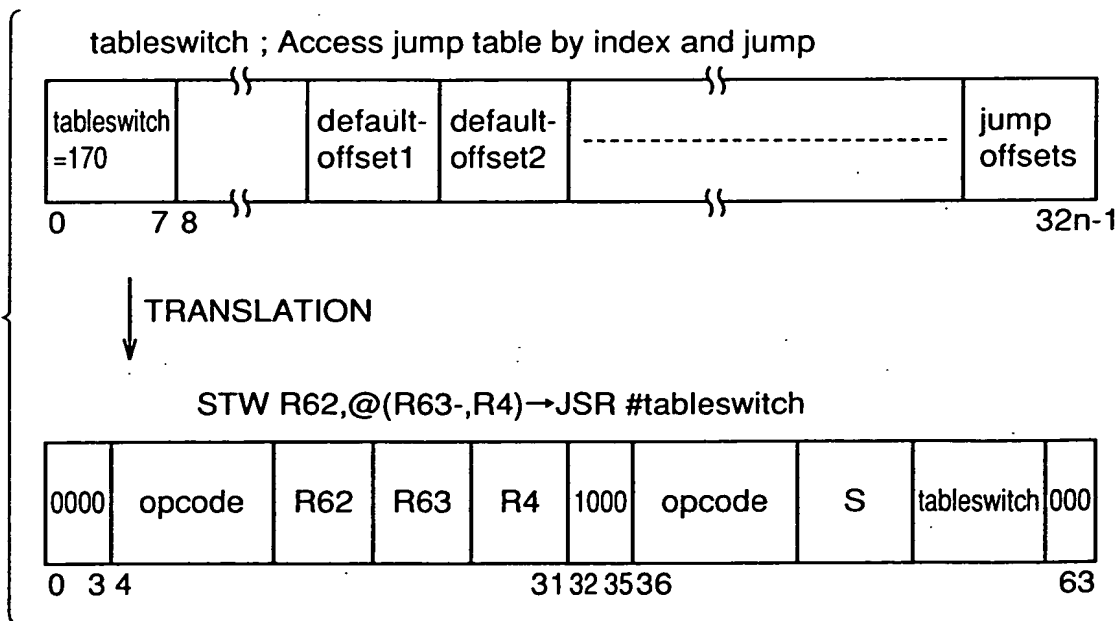 tableswitch ; Access jump table by index and jump
tableswitch =170 default-offset1 default-offset2 jump offsets
0 7 8 32n-1
TRANSLATION
STW R62,@(R63-,R4)→JSR #tableswitch
0000 opcode R62 R63 R4 1000 opcode S tableswitch 000
0 3 4 31 32 35 36 63